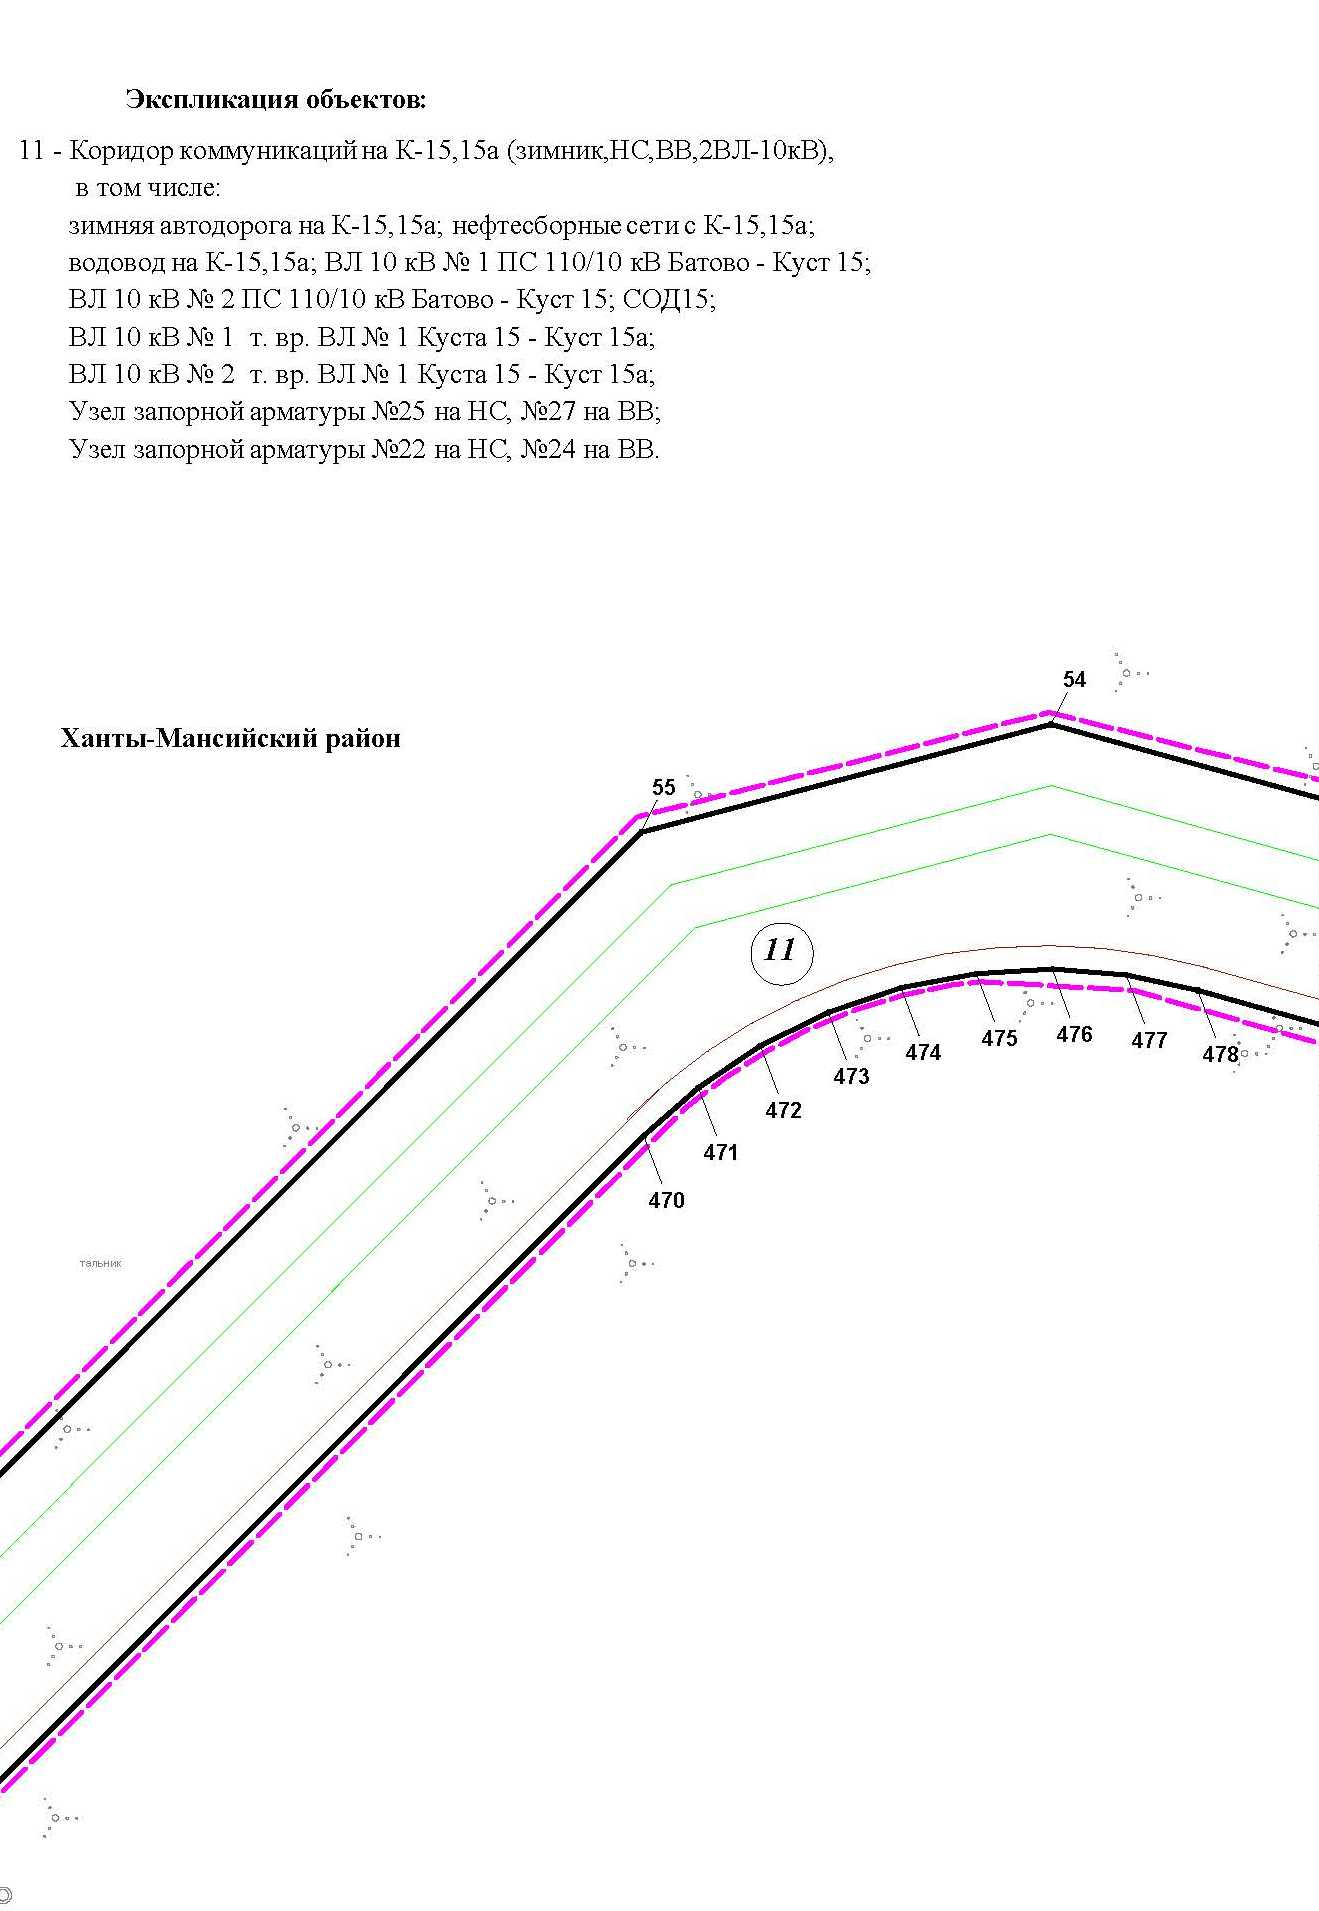 Экспликация объектов:
11 - Коридор коммуникаций на К-15,15а (зимник,НС,ВВ,2ВЛ-10кВ),
в том числе:
зимняя автодорога на К-15,15а; нефтесборные сети с К-15,15а;
водовод на К-15,15а; ВЛ 10 кВ № 1 ПС 110/10 кВ Батово - Куст 15;
ВЛ 10 кВ № 2 ПС 110/10 кВ Батово - Куст 15; СОД15;
ВЛ 10 кВ № 1 т. вр. ВЛ № 1 Куста 15 - Куст 15а;
ВЛ 10 кВ № 2 т. вр. ВЛ № 1 Куста 15 - Куст 15а;
Узел запорной арматуры №25 на НС, №27 на ВВ;
Узел запорной арматуры №22 на НС, №24 на ВВ.
54
Ханты-Мансийский район
55
11
476
475
477
474
478
473
472
471
470
тальник